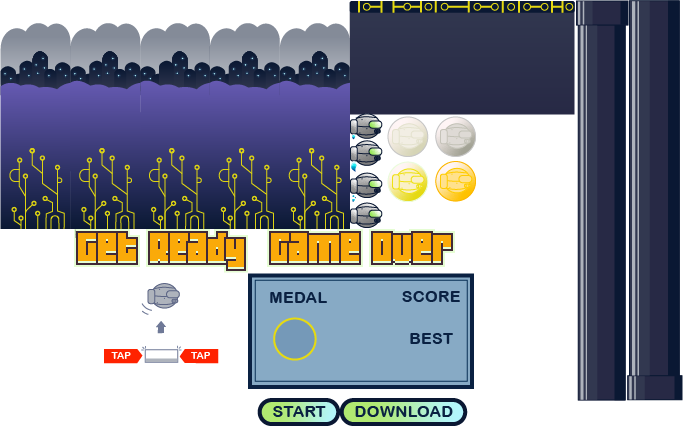 Get Ready
Game Over
MEDAL
SCORE
BEST
TAP
TAP
START
DOWNLOAD